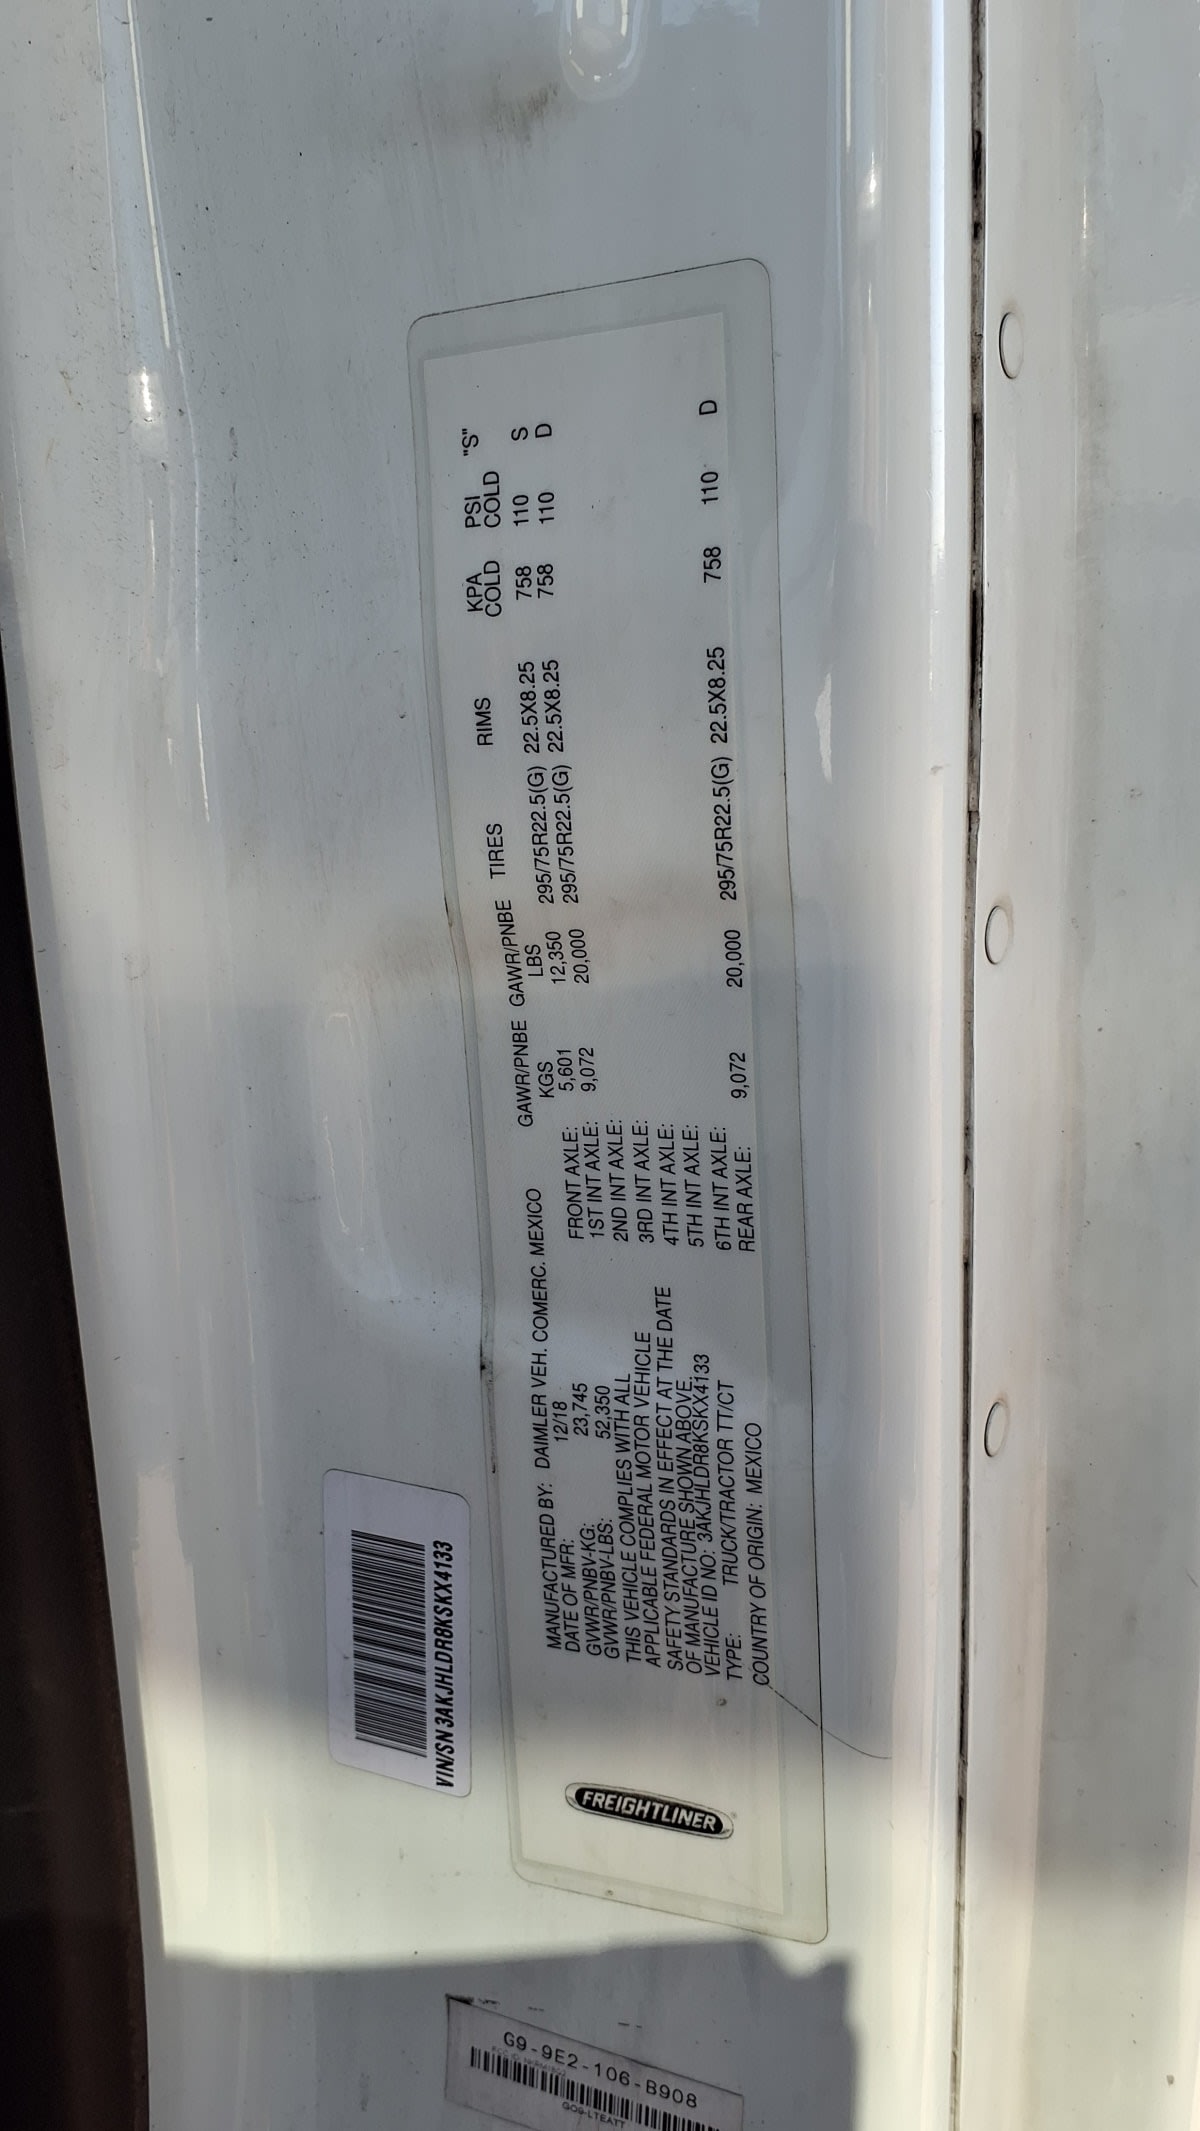 VIN/SN 3AKJHLDR8KSKX4133
FREIGHTLINER
MANUFACTURED BY: DAIMLER VEH. COMERC. MEXICO
DATE OF MFR: 12/18
GVWR/PNBV-KG: 23,745
GVWR/PNBV-LBS: 52,350
THIS VEHICLE COMPLIES WITH ALL
APPLICABLE FEDERAL MOTOR VEHICLE
SAFETY STANDARDS IN EFFECT AT THE DATE
OF MANUFACTURE SHOWN ABOVE.
VEHICLE ID NO: 3AKJHLDR8KSKX4133
TYPE: TRUCK/TRACTOR TT/CT
COUNTRY OF ORIGIN: MEXICO
GAWR/PNBE GAWR/PNBE TIRES RIMS KPA PSI "S"
KGS LBS COLD COLD
FRONT AXLE: 5,601 12,350 295/75R22.5(G) 22.5X8.25 758 110 S
1ST INT AXLE: 9,072 20,000 295/75R22.5(G) 22.5X8.25 758 110 D
2ND INT AXLE:
3RD INT AXLE:
4TH INT AXLE:
5TH INT AXLE:
6TH INT AXLE:
REAR AXLE: 9,072 20,000 295/75R22.5(G) 22.5X8.25 758 110 D
G9-9E2-106-B908
GO9-LTEATT